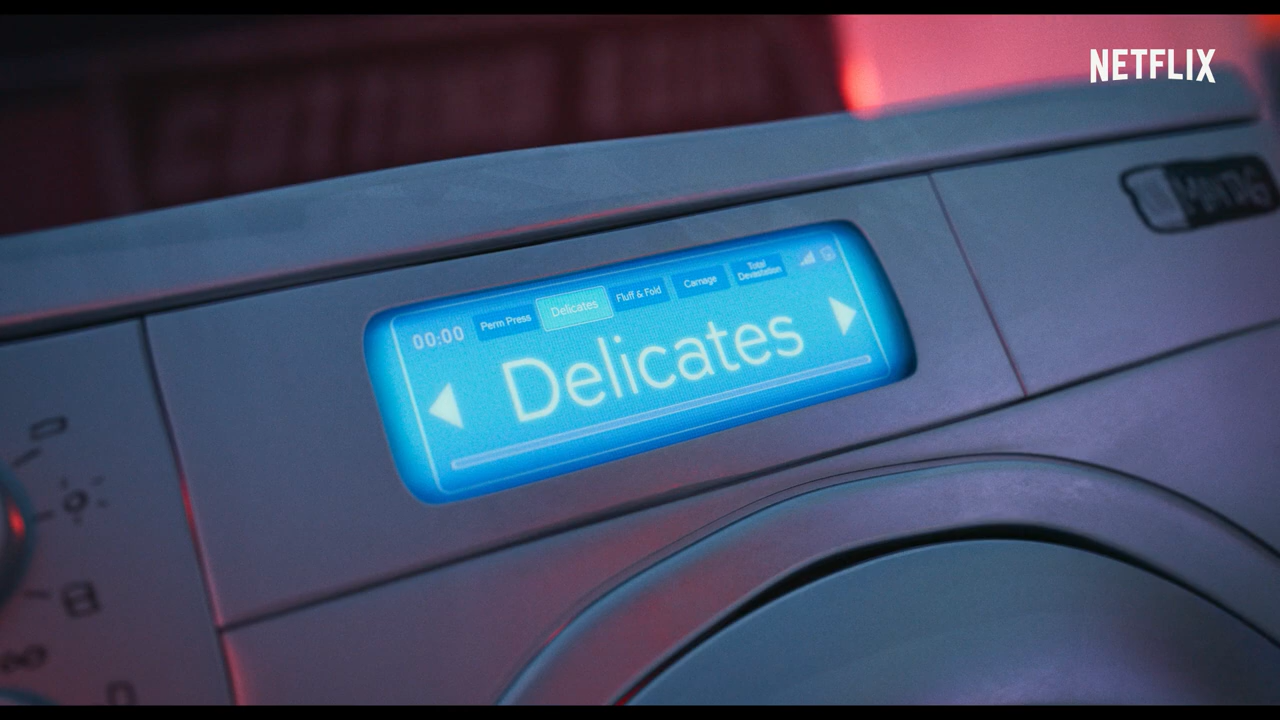 NETFLIX
00:00 Perm Press Delicates Fluff & Fold Carnage Total Devastation
Delicates